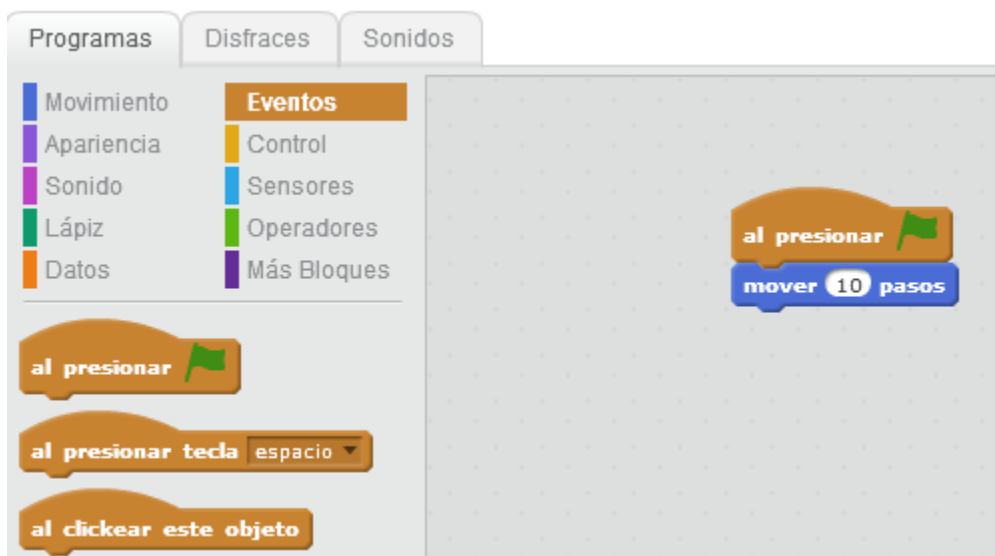 Programas Disfraces Sonidos
Movimiento Eventos
Apariencia Control
Sonido Sensores
Lápiz Operadores
Datos Más Bloques
al presionar
al presionar tecla espacio
al clickear este objeto
al presionar
mover 10 pasos